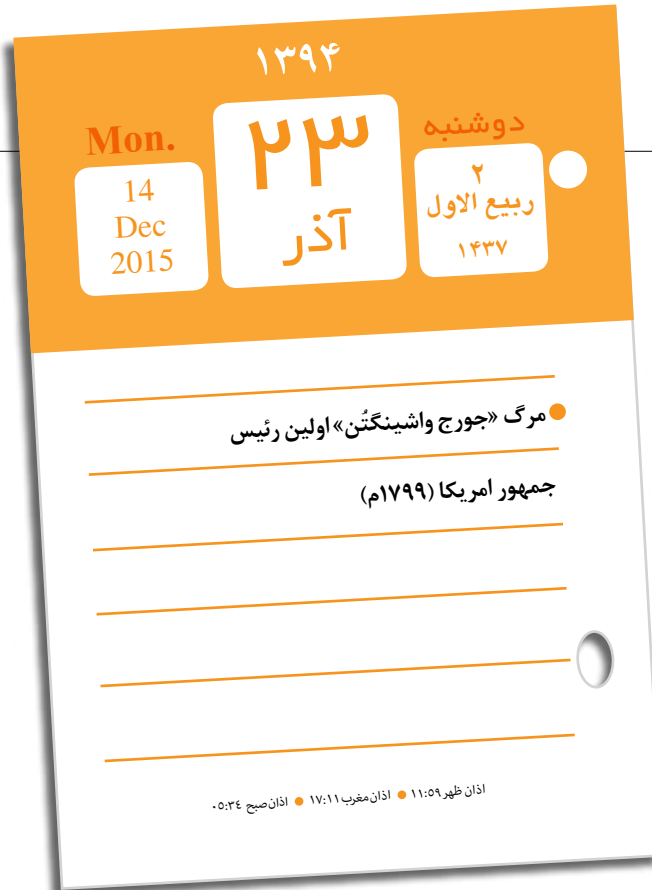 ۱۳۹۴
دوشنبه
۲
ربیع الاول
۱۴۳۷
۲۳
آذر
Mon.
14
Dec
2015
مرگ «جورج واشینگتُن» اولین رئیس
جمهور امریکا (۱۷۹۹م)
اذان ظهر ۱۱:۵۹ ● اذان مغرب ۱۷:۱۱ ● اذان صبح ۰۵:۳٤